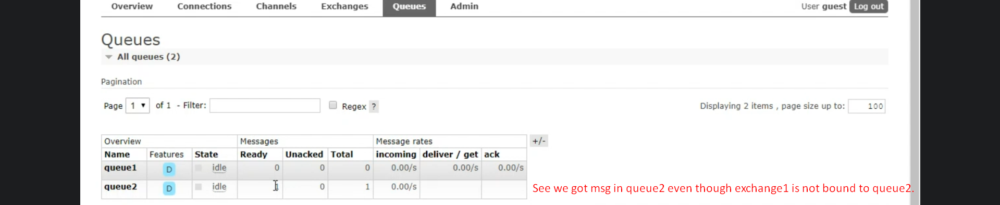 Overview Connections Channels Exchanges Queues Admin User guest Log out
Queues
▼ All queues (2)
Pagination
Page 1 ▼ of 1 - Filter: Regex ? Displaying 2 items , page size up to: 100
Overview Messages Message rates +/-
Name Features State Ready Unacked Total incoming deliver / get ack
queue1 D idle 0 0 0 0.00/s 0.00/s 0.00/s
queue2 D idle 1 0 1 0.00/s See we got msg in queue2 even though exchange1 is not bound to queue2.